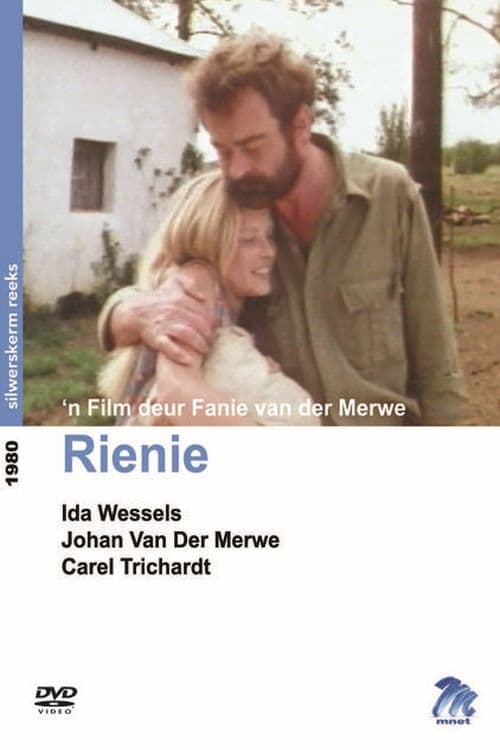 silwerskerm reeks
1980
'n Film deur Fanie van der Merwe
Rienie
Ida Wessels
Johan Van Der Merwe
Carel Trichardt
DVD
VIDEO
mnet